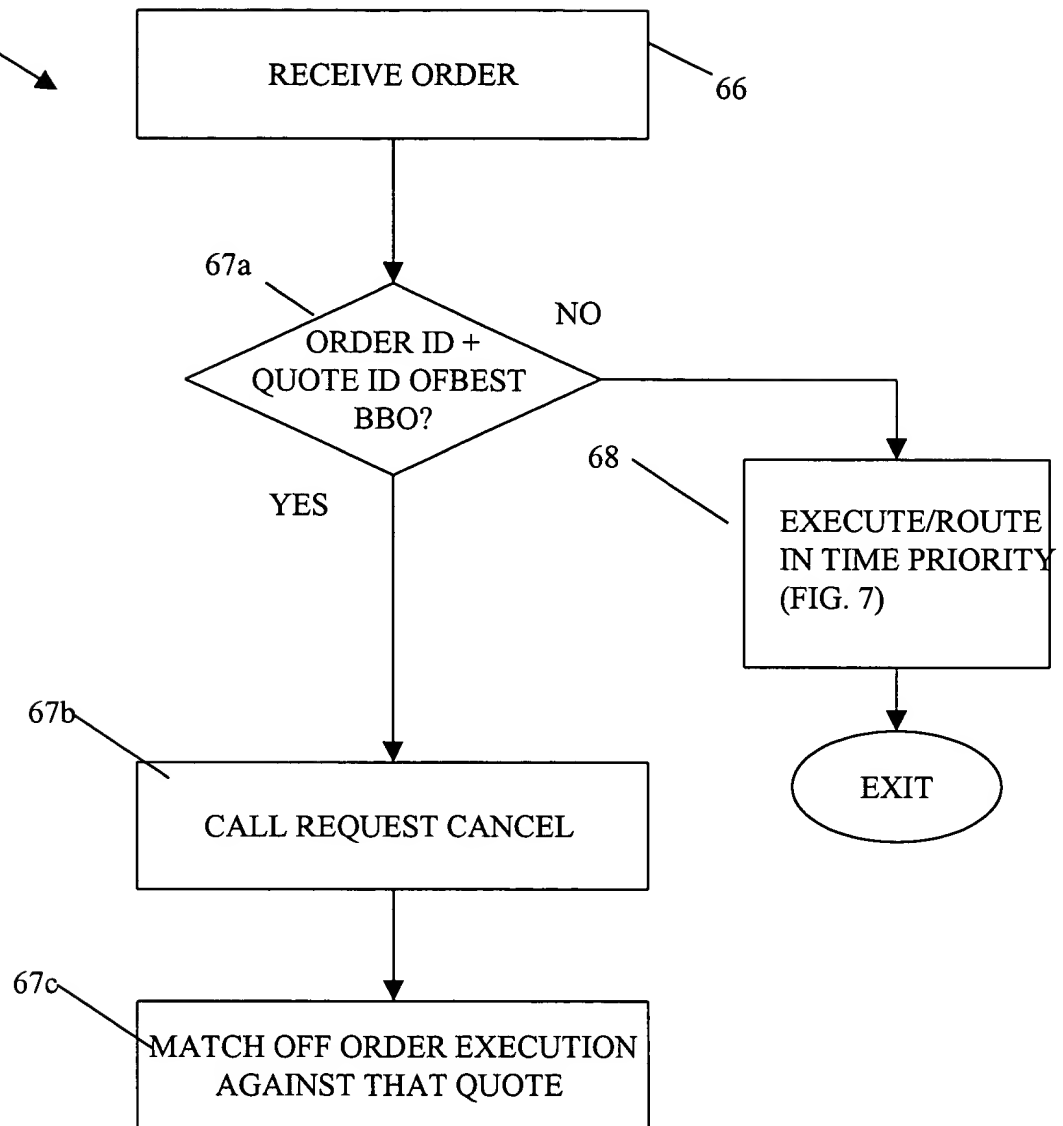 RECEIVE ORDER
66
67a
NO
ORDER ID +
QUOTE ID OFBEST
BBO?
68
YES
EXECUTE/ROUTE
IN TIME PRIORITY
(FIG. 7)
67b
EXIT
CALL REQUEST CANCEL
67c
MATCH OFF ORDER EXECUTION
AGAINST THAT QUOTE